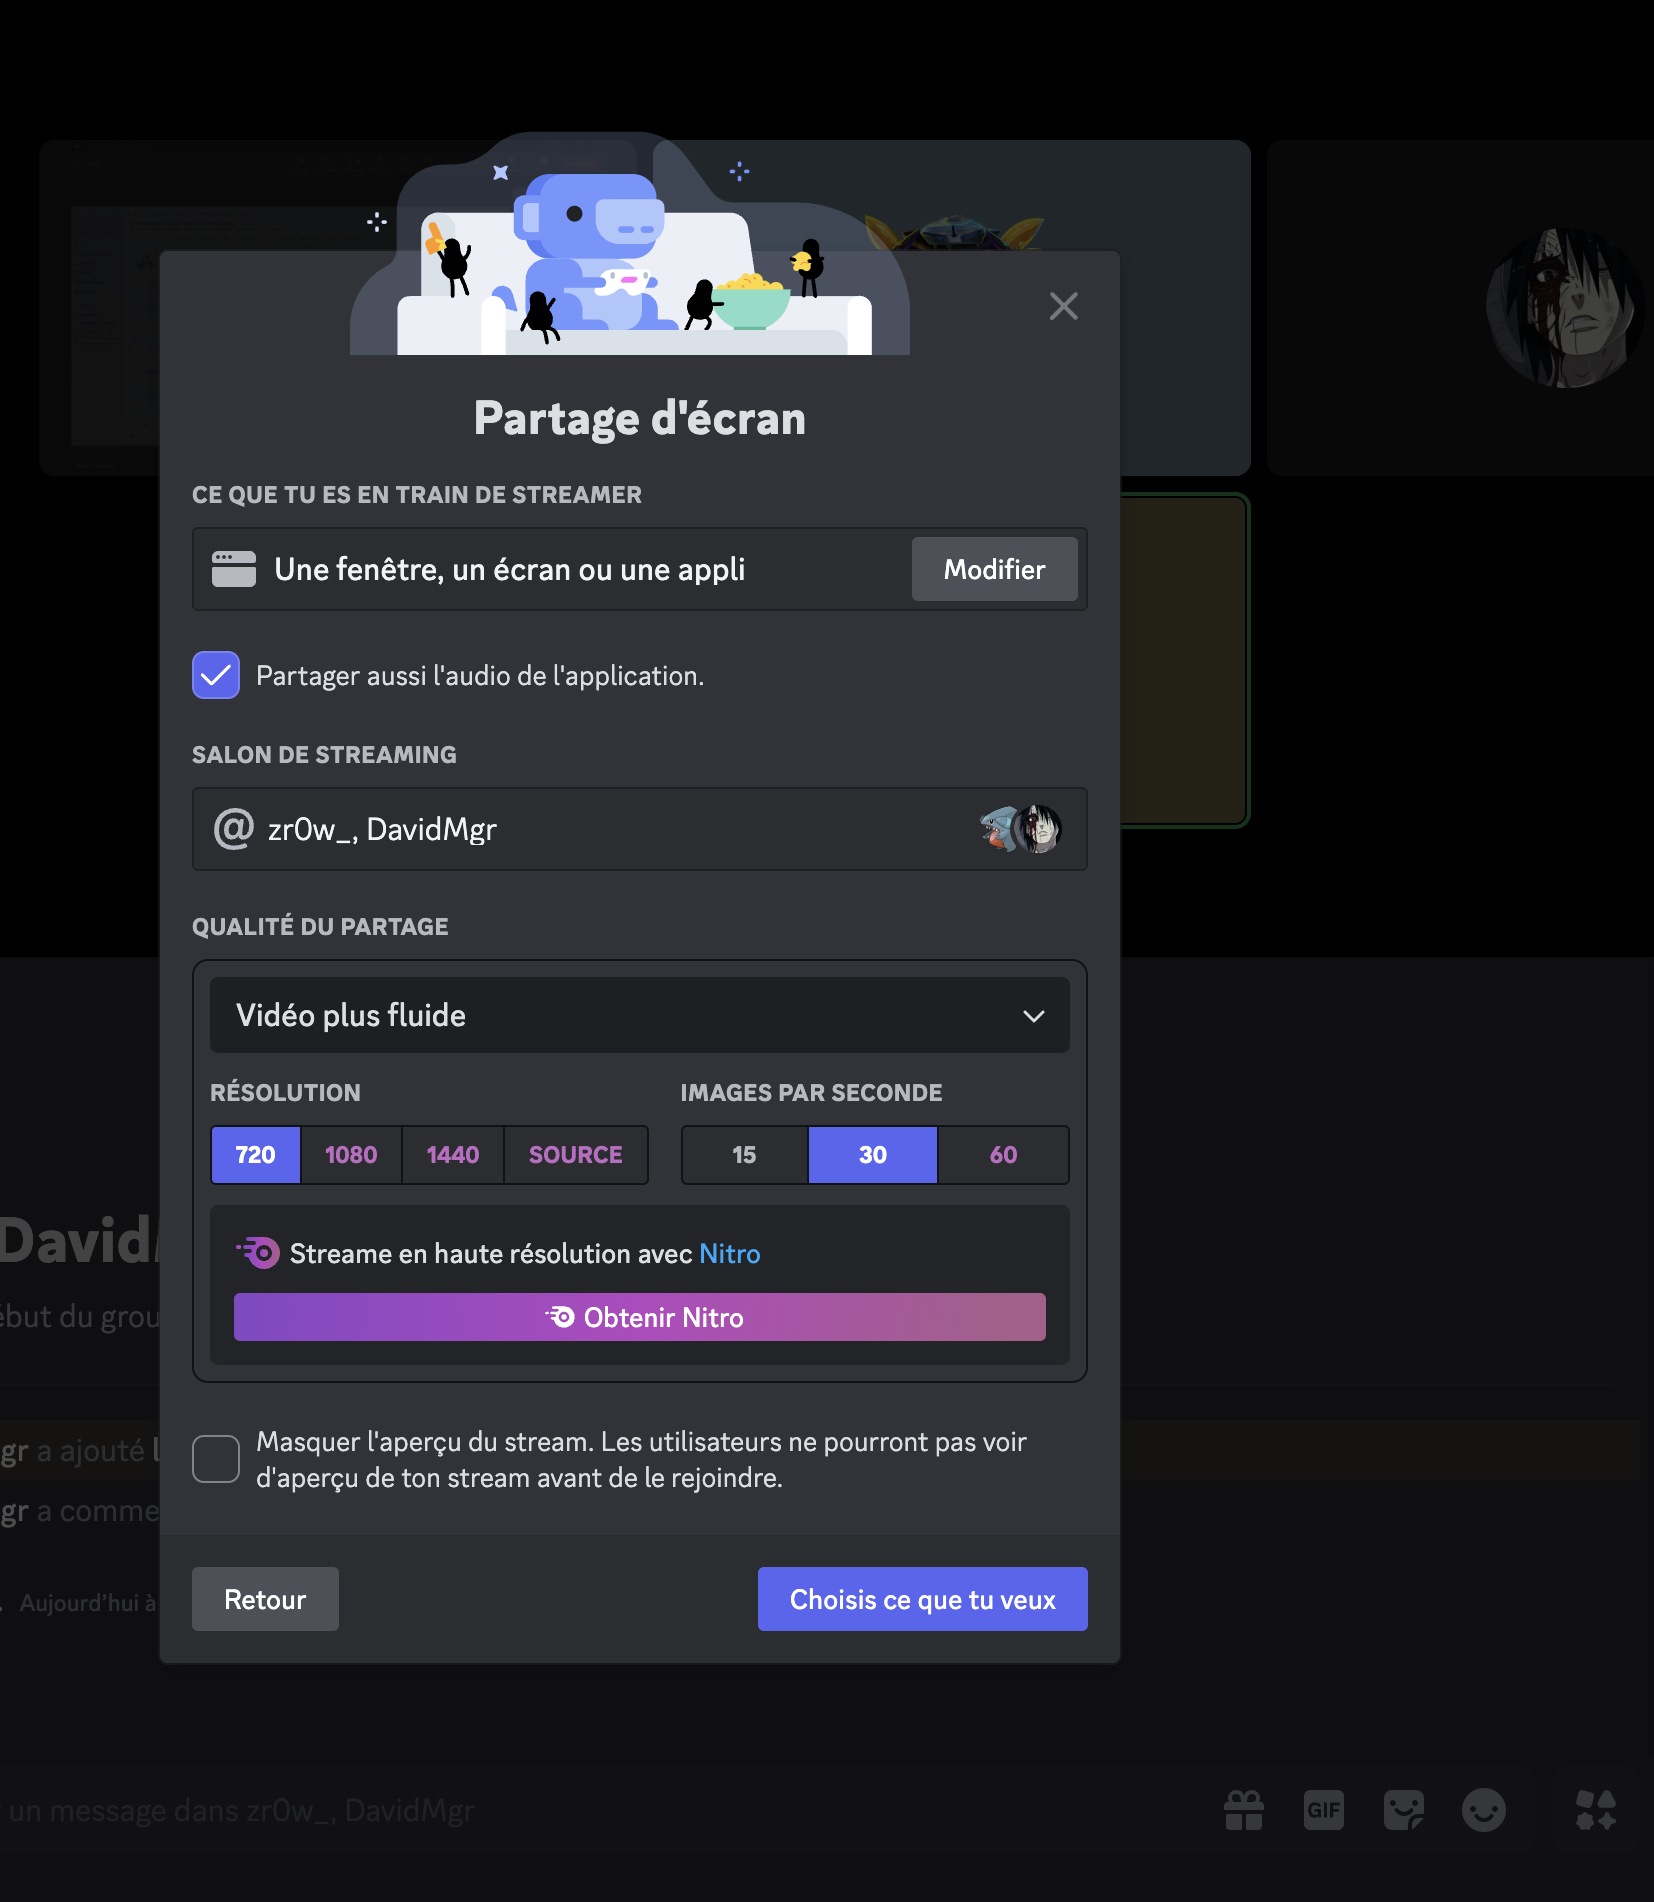 Partage d'écran
CE QUE TU ES EN TRAIN DE STREAMER
Une fenêtre, un écran ou une appli
Modifier
Partager aussi l'audio de l'application.
SALON DE STREAMING
@ zr0w_, DavidMgr
QUALITÉ DU PARTAGE
Vidéo plus fluide
RÉSOLUTION
IMAGES PAR SECONDE
720 1080 1440 SOURCE
15 30 60
Streame en haute résolution avec Nitro
Obtenir Nitro
Masquer l'aperçu du stream. Les utilisateurs ne pourront pas voir
d'aperçu de ton stream avant de le rejoindre.
Retour
Choisis ce que tu veux
David
ébut du grou
gr a ajouté l
gr a comme
Aujourd'hui à
un message dans zr0w_, DavidMgr
GIF